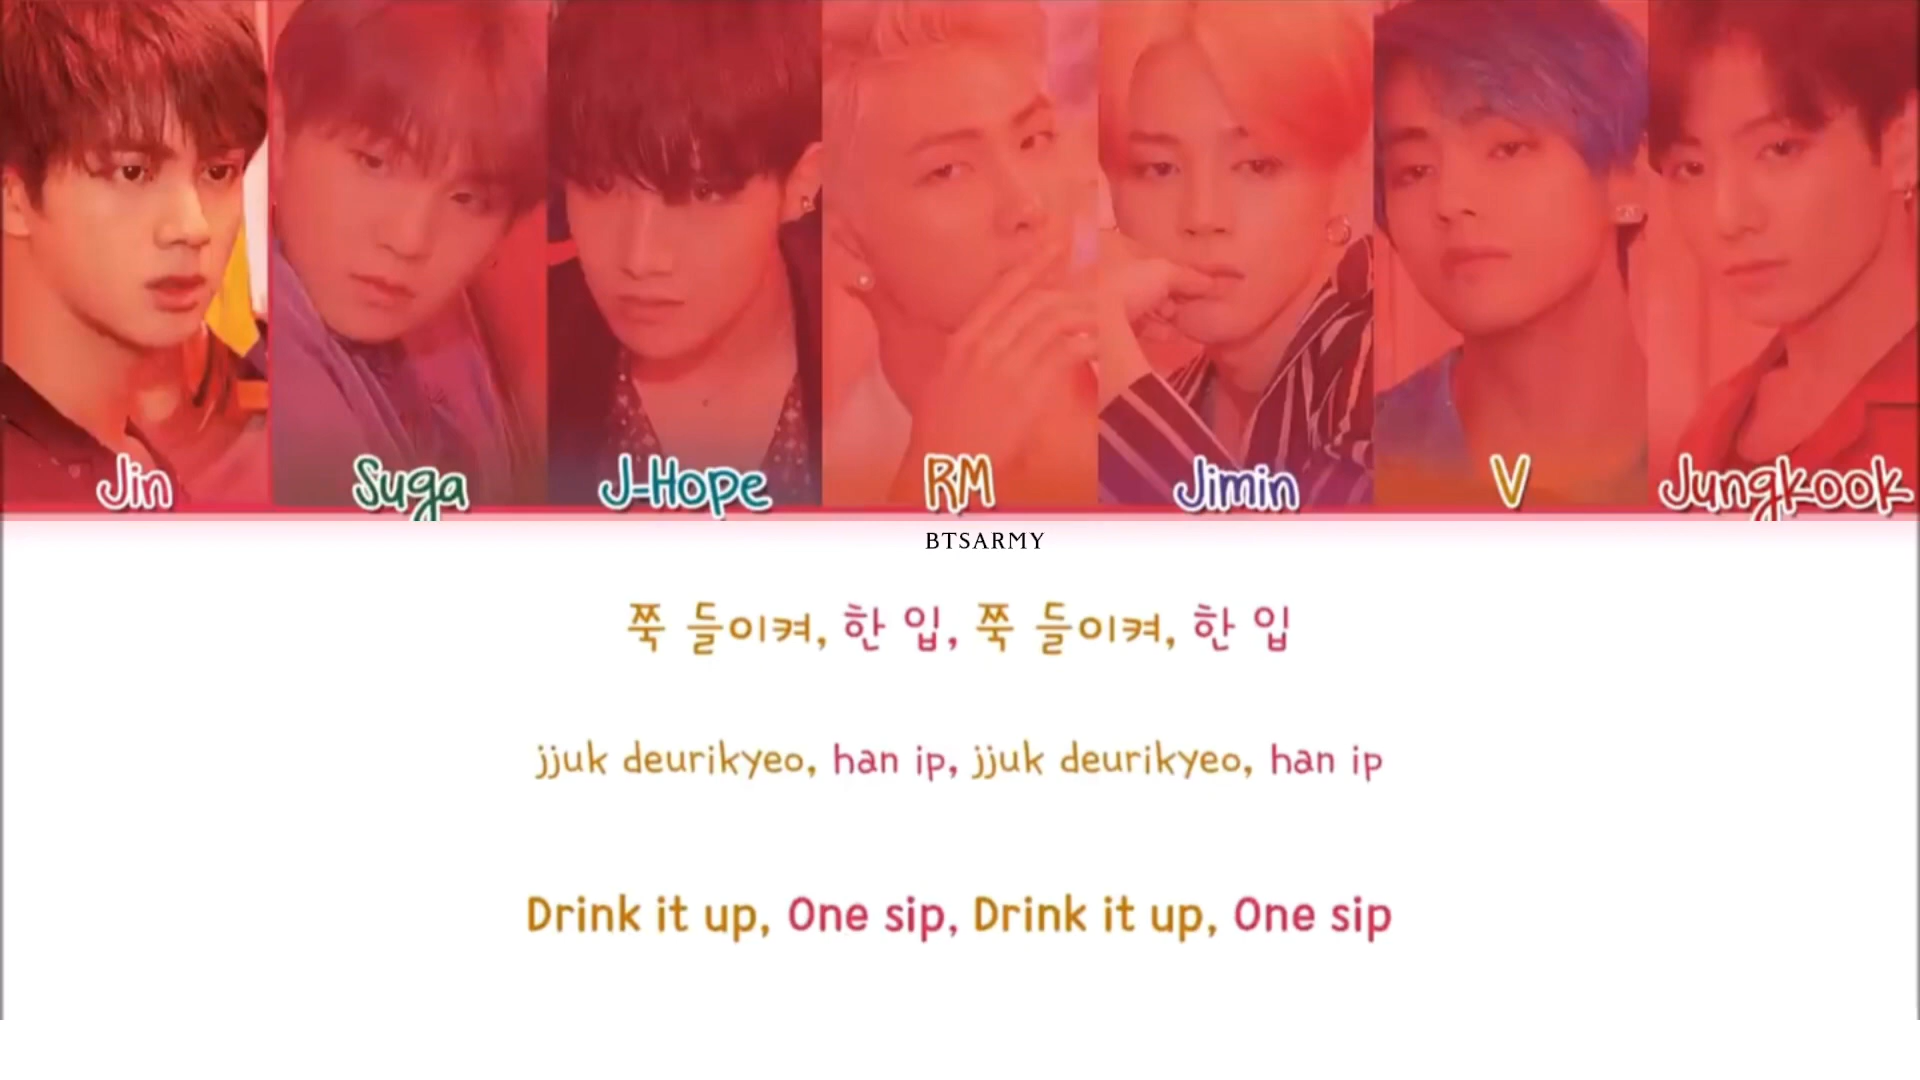 Jin Suga J-Hope RM Jimin V Jungkook
BTSARMY
쭉 들이켜, 한 입, 쭉 들이켜, 한 입
jjuk deurikyeo, han ip, jjuk deurikyeo, han ip
Drink it up, One sip, Drink it up, One sip